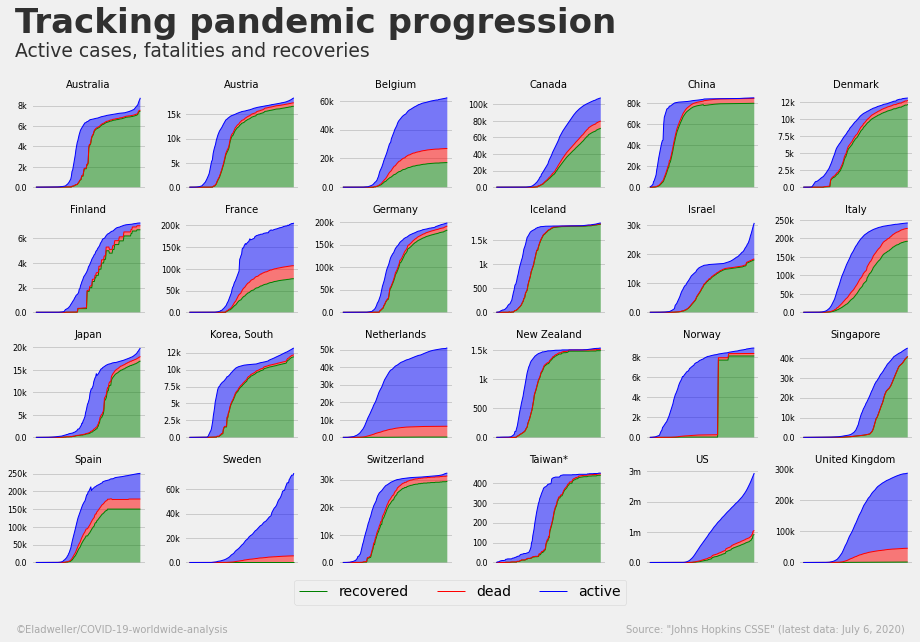 Tracking pandemic progression
Active cases, fatalities and recoveries
Australia Austria Belgium Canada China Denmark
8k
6k
4k
2k
0.0
15k
10k
5k
0.0
60k
40k
20k
0.0
100k
80k
60k
40k
20k
0.0
80k
60k
40k
20k
0.0
12k
10k
7.5k
5k
2.5k
0.0
Finland France Germany Iceland Israel Italy
6k
4k
2k
0.0
200k
150k
100k
50k
0.0
200k
150k
100k
50k
0.0
1.5k
1k
500
0.0
30k
20k
10k
0.0
250k
200k
150k
100k
50k
0.0
Japan Korea, South Netherlands New Zealand Norway Singapore
20k
15k
10k
5k
0.0
12k
10k
7.5k
5k
2.5k
0.0
50k
40k
30k
20k
10k
0.0
1.5k
1k
500
0.0
8k
6k
4k
2k
0.0
40k
30k
20k
10k
0.0
Spain Sweden Switzerland Taiwan* US United Kingdom
250k
200k
150k
100k
50k
0.0
60k
40k
20k
0.0
30k
20k
10k
0.0
400
300
200
100
0.0
3m
2m
1m
0.0
300k
200k
100k
0.0
recovered dead active
©Eladweller/COVID-19-worldwide-analysis
Source: "Johns Hopkins CSSE" (latest data: July 6, 2020)